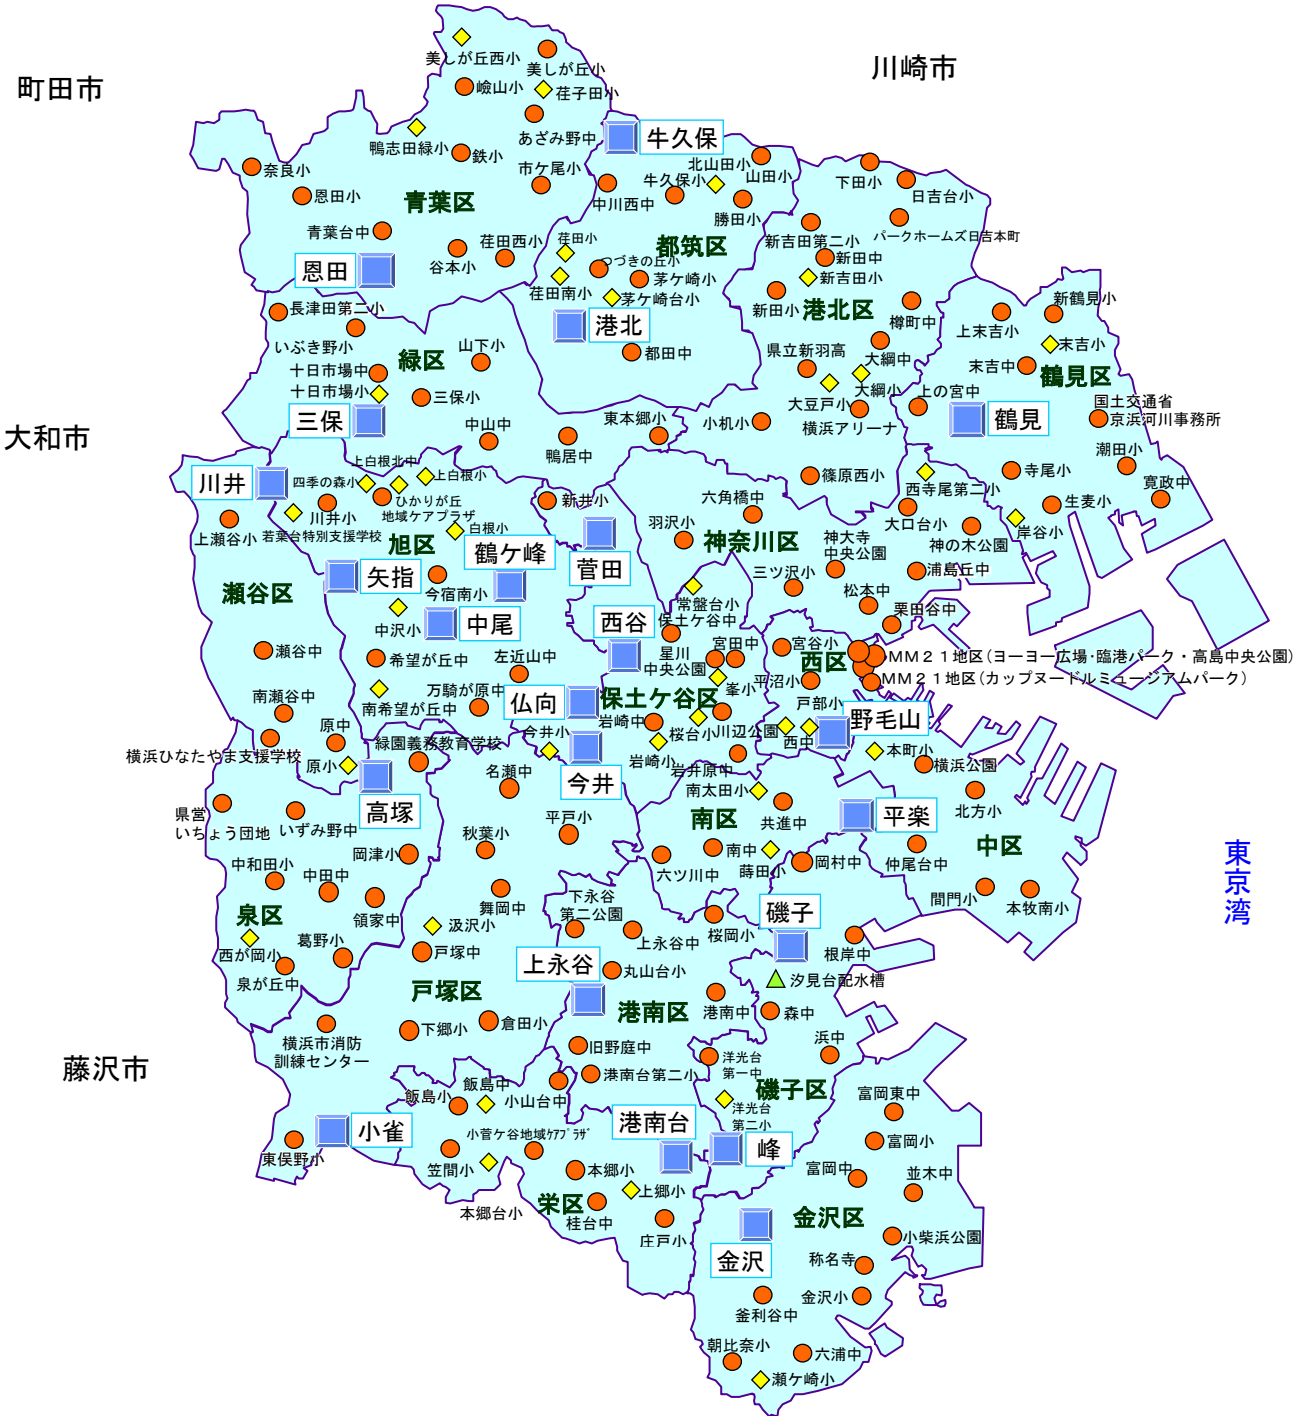 町田市
川崎市
大和市
藤沢市
東京湾
美しが丘西小
美しが丘小
嶮山小
荏子田小
あざみ野中
鴨志田緑小
鉄小
市ケ尾小
奈良小
恩田小
青葉区
青葉台中
恩田
谷本小
荏田西小
牛久保
北山田小
山田小
牛久保小
中川西中
勝田小
都筑区
荏田小
つづきの丘小
荏田南小
茅ケ崎小
茅ケ崎台小
港北
都田中
下田小
日吉台小
パークホームズ日吉本町
新吉田第二小
新田中
新吉田小
新田小
港北区
樽町中
県立新羽高
大綱中
大綱小
大豆戸小
横浜アリーナ
小机小
篠原西小
新鶴見小
上末吉小
末吉小
末吉中
鶴見区
上の宮中
鶴見
国土交通省
京浜河川事務所
潮田小
寛政中
寺尾小
生麦小
岸谷小
西寺尾第二小
長津田第二小
いぶき野小
緑区
山下小
十日市場中
十日市場小
三保小
三保
中山中
鴨居中
東本郷小
川井
上白根北中
四季の森小
上白根小
ひかりが丘
地域ケアプラザ
川井小
上瀬谷小
若葉台特別支援学校
旭区
白根小
新井小
鶴ケ峰
菅田
矢指
今宿南小
中沢小
中尾
希望が丘中
左近山中
南希望が丘中
万騎が原中
六角橋中
羽沢小
神奈川区
神大寺
中央公園
大口台小
神の木公園
三ツ沢小
浦島丘中
松本中
栗田谷中
瀬谷区
瀬谷中
南瀬谷中
原中
原小
横浜ひなたやま支援学校
西谷
常盤台小
保土ケ谷中
星川
中央公園
宮田中
峯小
保土ケ谷区
仏向
岩崎中
桜台小
川辺公園
岩崎小
岩井原中
今井小
今井
宮谷小
西区
平沼小
戸部小
西中
MM21地区(ヨーヨー広場・臨港パーク・高島中央公園)
MM21地区(カップヌードルミュージアムパーク)
野毛山
本町小
横浜公園
北方小
平楽
中区
仲尾台中
間門小
本牧南小
南太田小
南区
共進中
南中
蒔田小
六ツ川中
岡村中
緑園義務教育学校
高塚
県営
いちょう団地
いずみ野中
岡津小
中和田小
中田中
領家中
泉区
西が岡小
葛野小
泉が丘中
名瀬中
平戸小
秋葉小
舞岡中
汲沢小
戸塚中
戸塚区
下郷小
倉田小
横浜市消防
訓練センター
小雀
東俣野小
下永谷
第二公園
上永谷中
桜岡小
上永谷
丸山台小
港南区
港南中
旧野庭中
港南台第二小
港南台
磯子
根岸中
汐見台配水槽
森中
浜中
洋光台
第一中
磯子区
洋光台
第二小
峰
飯島中
飯島小
小山台中
小菅ケ谷地域ケアプラザ
笠間小
本郷台小
本郷小
上郷小
栄区
桂台中
庄戸小
富岡東中
富岡小
富岡中
並木中
金沢区
小柴浜公園
金沢
称名寺
金沢小
釜利谷中
朝比奈小
六浦中
瀬ケ崎小